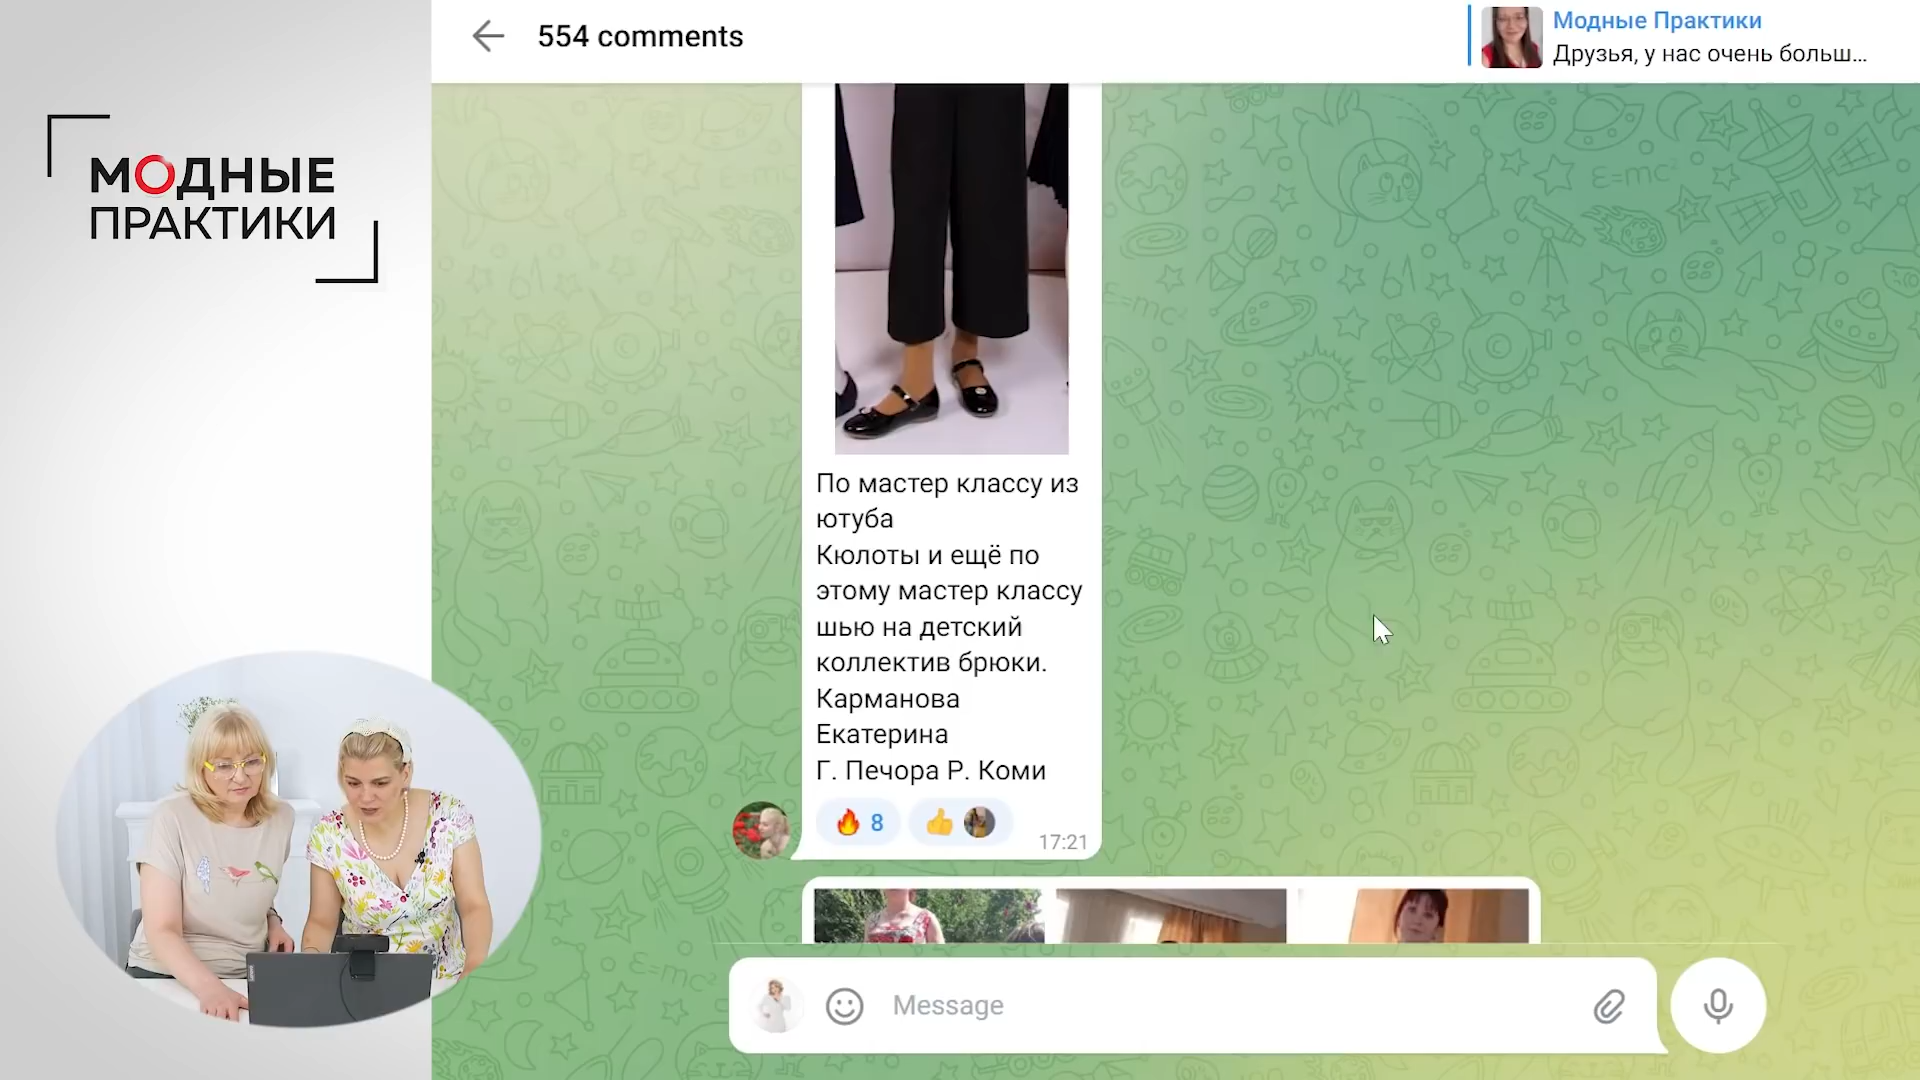 МОДНЫЕ
ПРАКТИКИ
554 comments
Модные Практики
Друзья, у нас очень больш...
По мастер классу из
ютуба
Кюлоты и ещё по
этому мастер классу
шью на детский
коллектив брюки.
Карманова
Екатерина
Г. Печора Р. Коми
8
17:21
Message